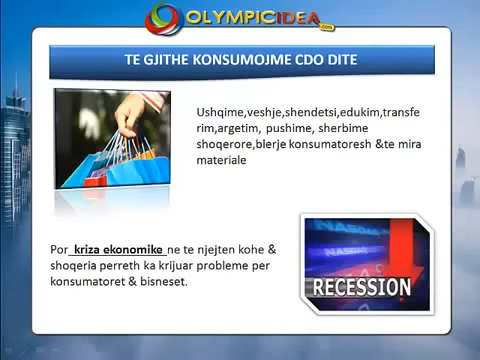 OLYMPICIDEA.com
TE GJITHE KONSUMOJME CDO DITE
Ushqime,veshje,shendetsi,edukim,transfe
rim,argetim, pushime, sherbime
shoqerore,blerje konsumatoresh &te mira
materiale
Por kriza ekonomike ne te njejten kohe &
shoqeria perreth ka krijuar probleme per
konsumatoret & bisneset.
NASDAQ
NASDAQ
RECESSION